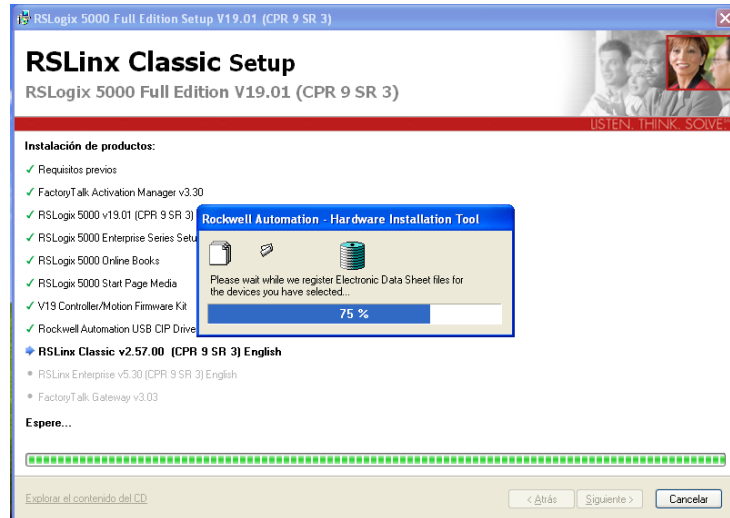 RSLogix 5000 Full Edition Setup V19.01 (CPR 9 SR 3)
RSLinx Classic Setup
RSLogix 5000 Full Edition V19.01 (CPR 9 SR 3)
LISTEN. THINK. SOLVE.
Instalación de productos:
Requisitos previos
FactoryTalk Activation Manager v3.30
RSLogix 5000 v19.01 (CPR 9 SR 3)
RSLogix 5000 Enterprise Series Setu
RSLogix 5000 Online Books
RSLogix 5000 Start Page Media
V19 Controller/Motion Firmware Kit
Rockwell Automation USB CIP Drive
RSLinx Classic v2.57.00 (CPR 9 SR 3) English
RSLinx Enterprise v5.30 (CPR 9 SR 3) English
FactoryTalk Gateway v3.03
Espere...
Rockwell Automation - Hardware Installation Tool
Please wait while we register Electronic Data Sheet files for
the devices you have selected...
75 %
Explorar el contenido del CD
< Atrás
Siguiente >
Cancelar